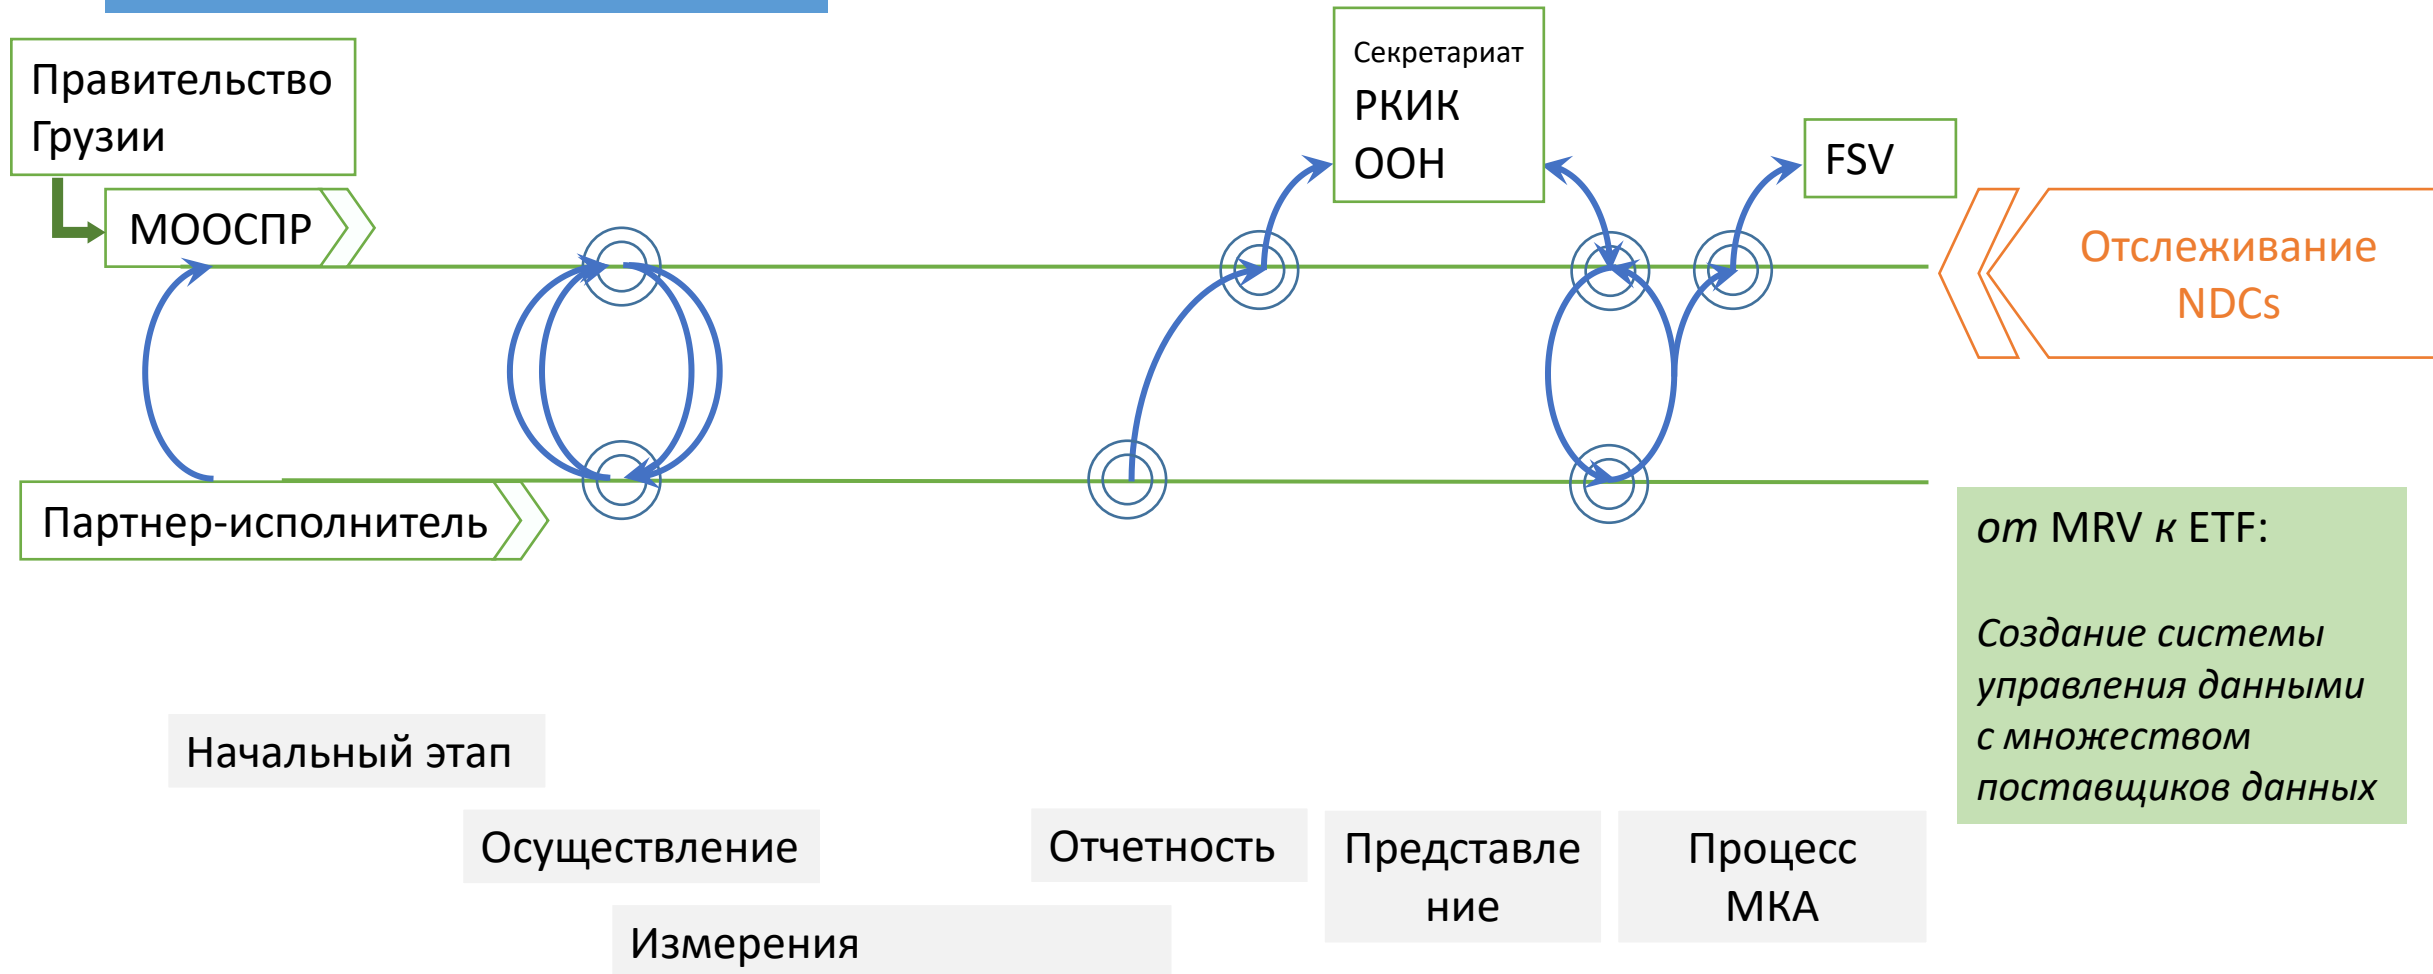 Правительство
Грузии
МООСПР
Секретариат
РКИК
ООН
FSV
Отслеживание
NDCs
Партнер-исполнитель
от MRV к ETF:
Создание системы
управления данными
с множеством
поставщиков данных
Начальный этап
Осуществление
Измерения
Отчетность
Представле
ние
Процесс
МКА